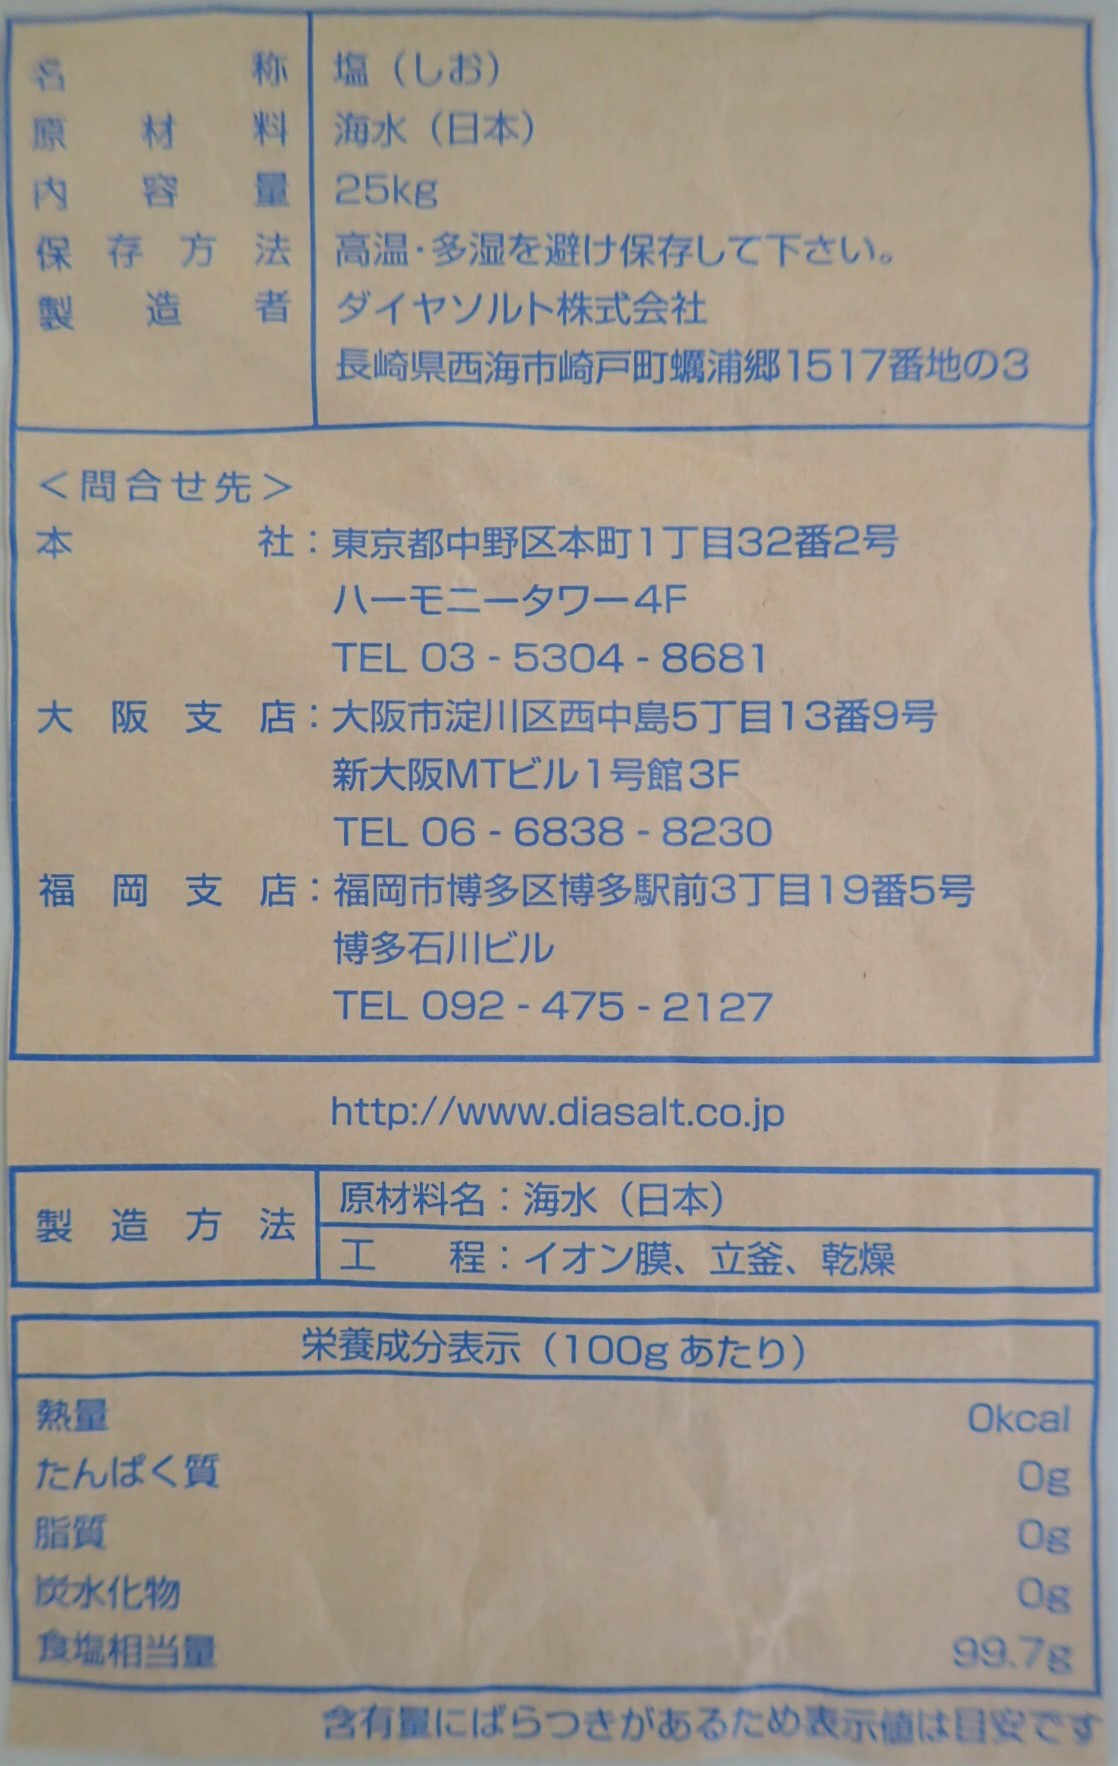 名称 塩（しお）
原材料 海水（日本）
内容量 25kg
保存方法 高温・多湿を避け保存して下さい。
製造者 ダイヤソルト株式会社
長崎県西海市崎戸町蠣浦郷1517番地の3
＜問合せ先＞
本社：東京都中野区本町1丁目32番2号
ハーモニータワー4F
TEL 03 - 5304 - 8681
大阪支店：大阪市淀川区西中島5丁目13番9号
新大阪MTビル1号館3F
TEL 06 - 6838 - 8230
福岡支店：福岡市博多区博多駅前3丁目19番5号
博多石川ビル
TEL 092 - 475 - 2127
http://www.diasalt.co.jp
製造方法
原材料名：海水（日本）
工程：イオン膜、立釜、乾燥
栄養成分表示（100gあたり）
熱量 0kcal
たんぱく質 0g
脂質 0g
炭水化物 0g
食塩相当量 99.7g
含有量にばらつきがあるため表示値は目安です